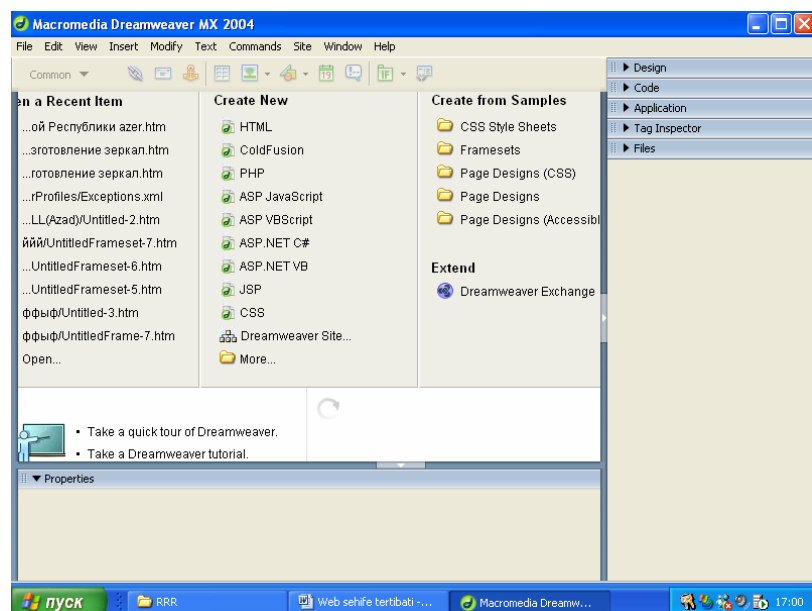 Macromedia Dreamweaver MX 2004
File Edit View Insert Modify Text Commands Site Window Help
Common
19
IF
en a Recent Item
...ой Республики azer.htm
...зготовление зеркал.htm
...готовление зеркал.htm
...rProfiles/Exceptions.xml
...LL(Azad)/Untitled-2.htm
ййй/UntitledFrameset-7.htm
...UntitledFrameset-6.htm
...UntitledFrameset-5.htm
ффыф/Untitled-3.htm
ффыф/UntitledFrame-7.htm
Open...
Create New
HTML
ColdFusion
PHP
ASP JavaScript
ASP VBScript
ASP.NET C#
ASP.NET VB
JSP
CSS
Dreamweaver Site...
More...
Create from Samples
CSS Style Sheets
Framesets
Page Designs (CSS)
Page Designs
Page Designs (Accessibl
Extend
Dreamweaver Exchange
• Take a quick tour of Dreamweaver.
• Take a Dreamweaver tutorial.
Design
Code
Application
Tag Inspector
Files
Properties
пуск
RRR
Web sehife tertibati -...
Macromedia Dreamw...
17:00